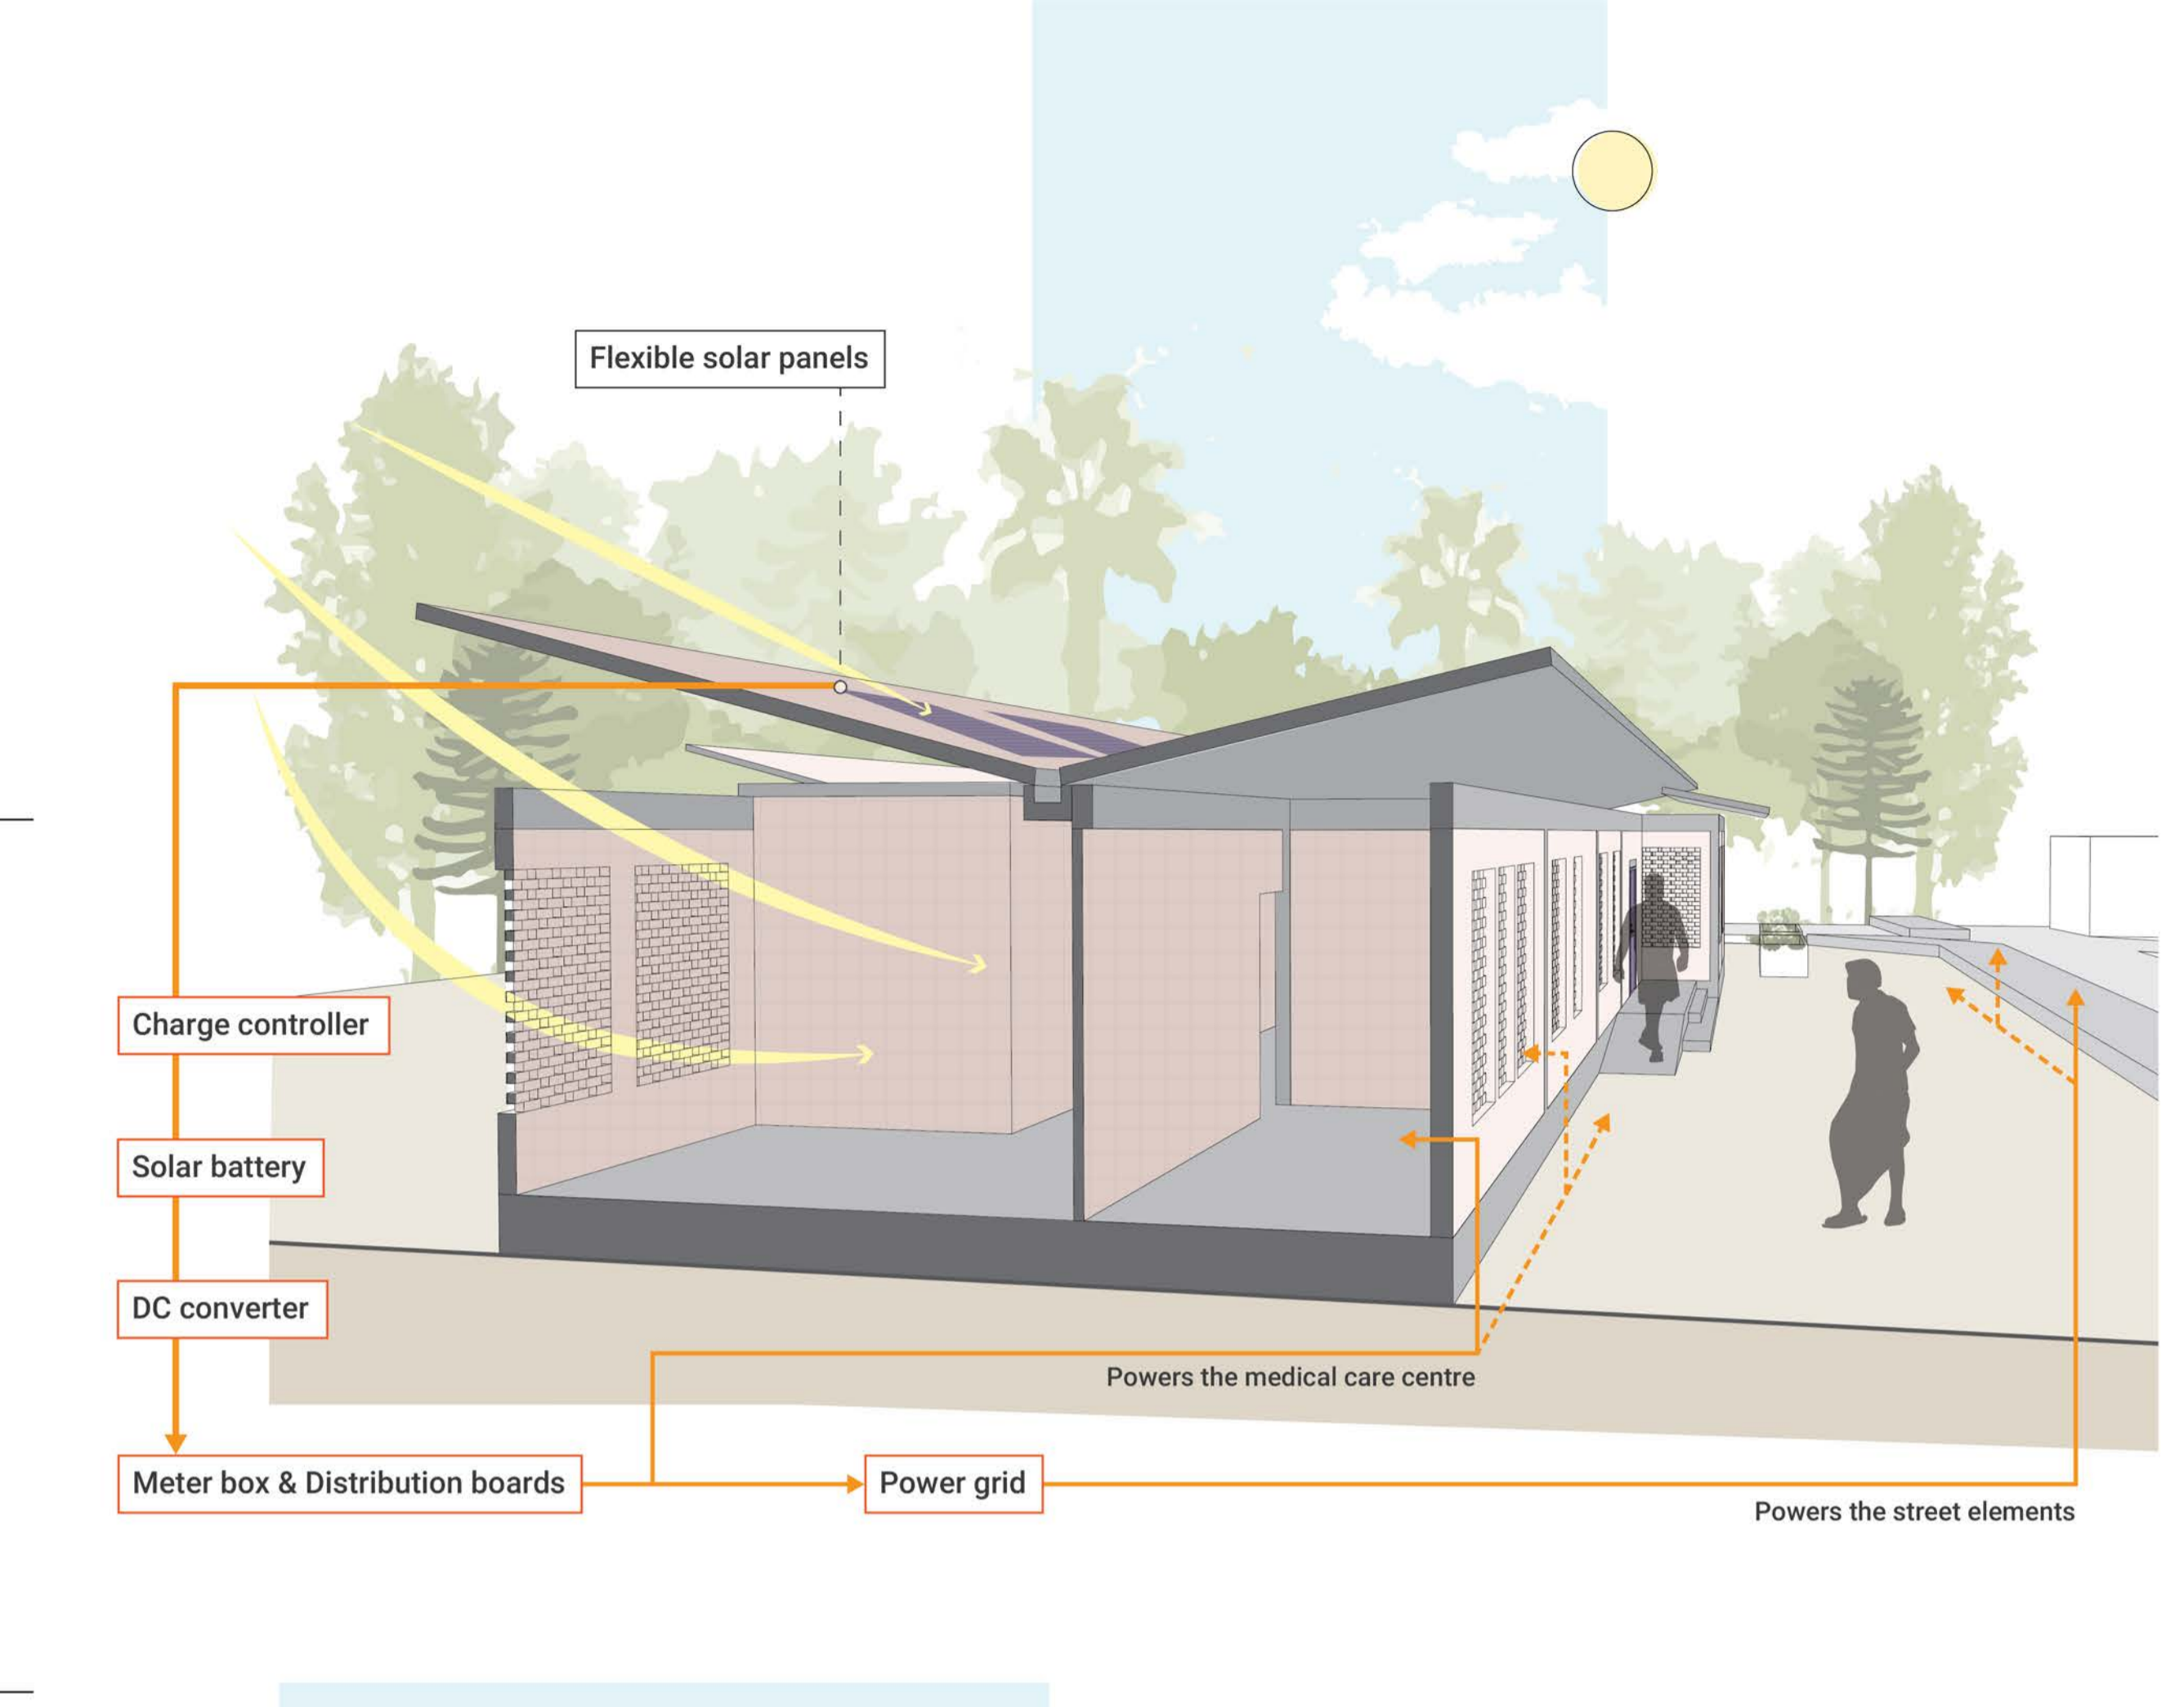 Flexible solar panels
Charge controller
Solar battery
DC converter
Powers the medical care centre
Meter box & Distribution boards
Power grid
Powers the street elements